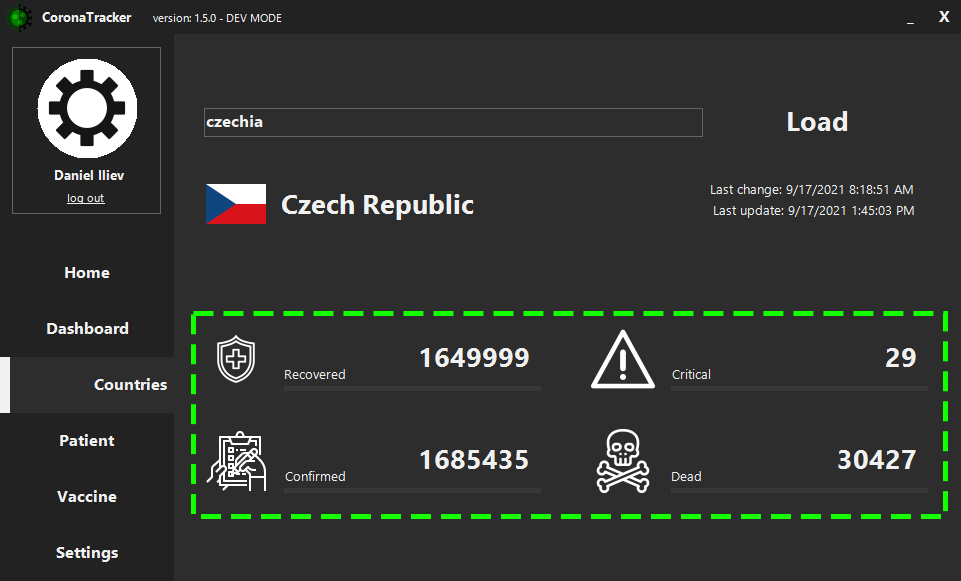 CoronaTracker version: 1.5.0 - DEV MODE _ X
Daniel Iliev
log out
Home
Dashboard
Countries
Patient
Vaccine
Settings
czechia
Load
Czech Republic
Last change: 9/17/2021 8:18:51 AM
Last update: 9/17/2021 1:45:03 PM
Recovered 1649999
Critical 29
Confirmed 1685435
Dead 30427